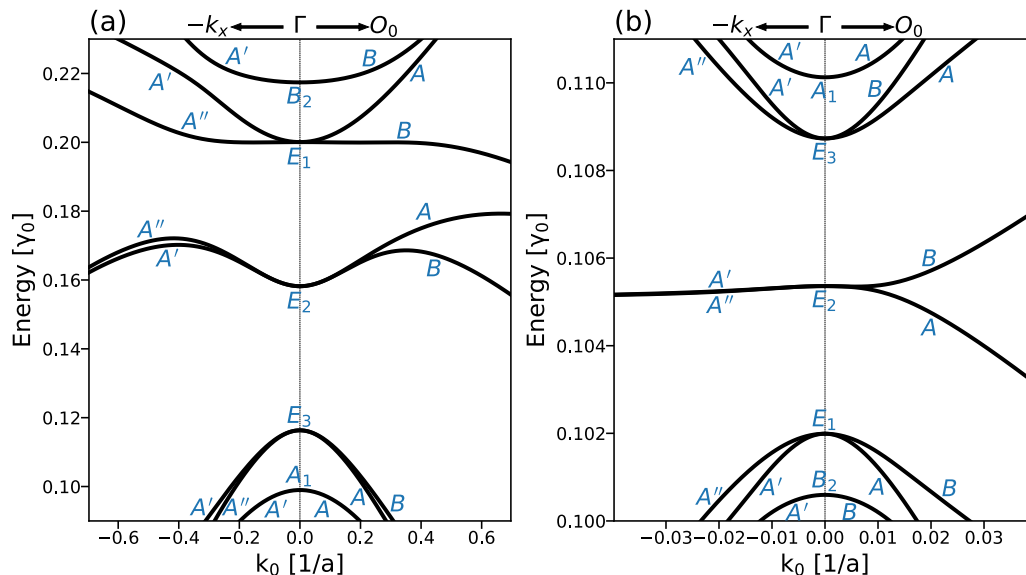 (a)
−kx Γ O0
Energy [γ0]
0.22
0.20
0.18
0.16
0.14
0.12
0.10
A′
B
A′
B2
A
A″
B
E1
A″
A
A′
B
E2
E3
A1
A′
A″
A′
A
A
B
−0.6
−0.4
−0.2
0.0
0.2
0.4
0.6
k0 [1/a]
(b)
−kx Γ O0
Energy [γ0]
0.110
0.108
0.106
0.104
0.102
0.100
A′
A
A″
A′
A1
B
A
E3
A′
A″
E2
B
A
E1
A″
A′
B2
A
B
A′
B
−0.03
−0.02
−0.01
0.00
0.01
0.02
0.03
k0 [1/a]